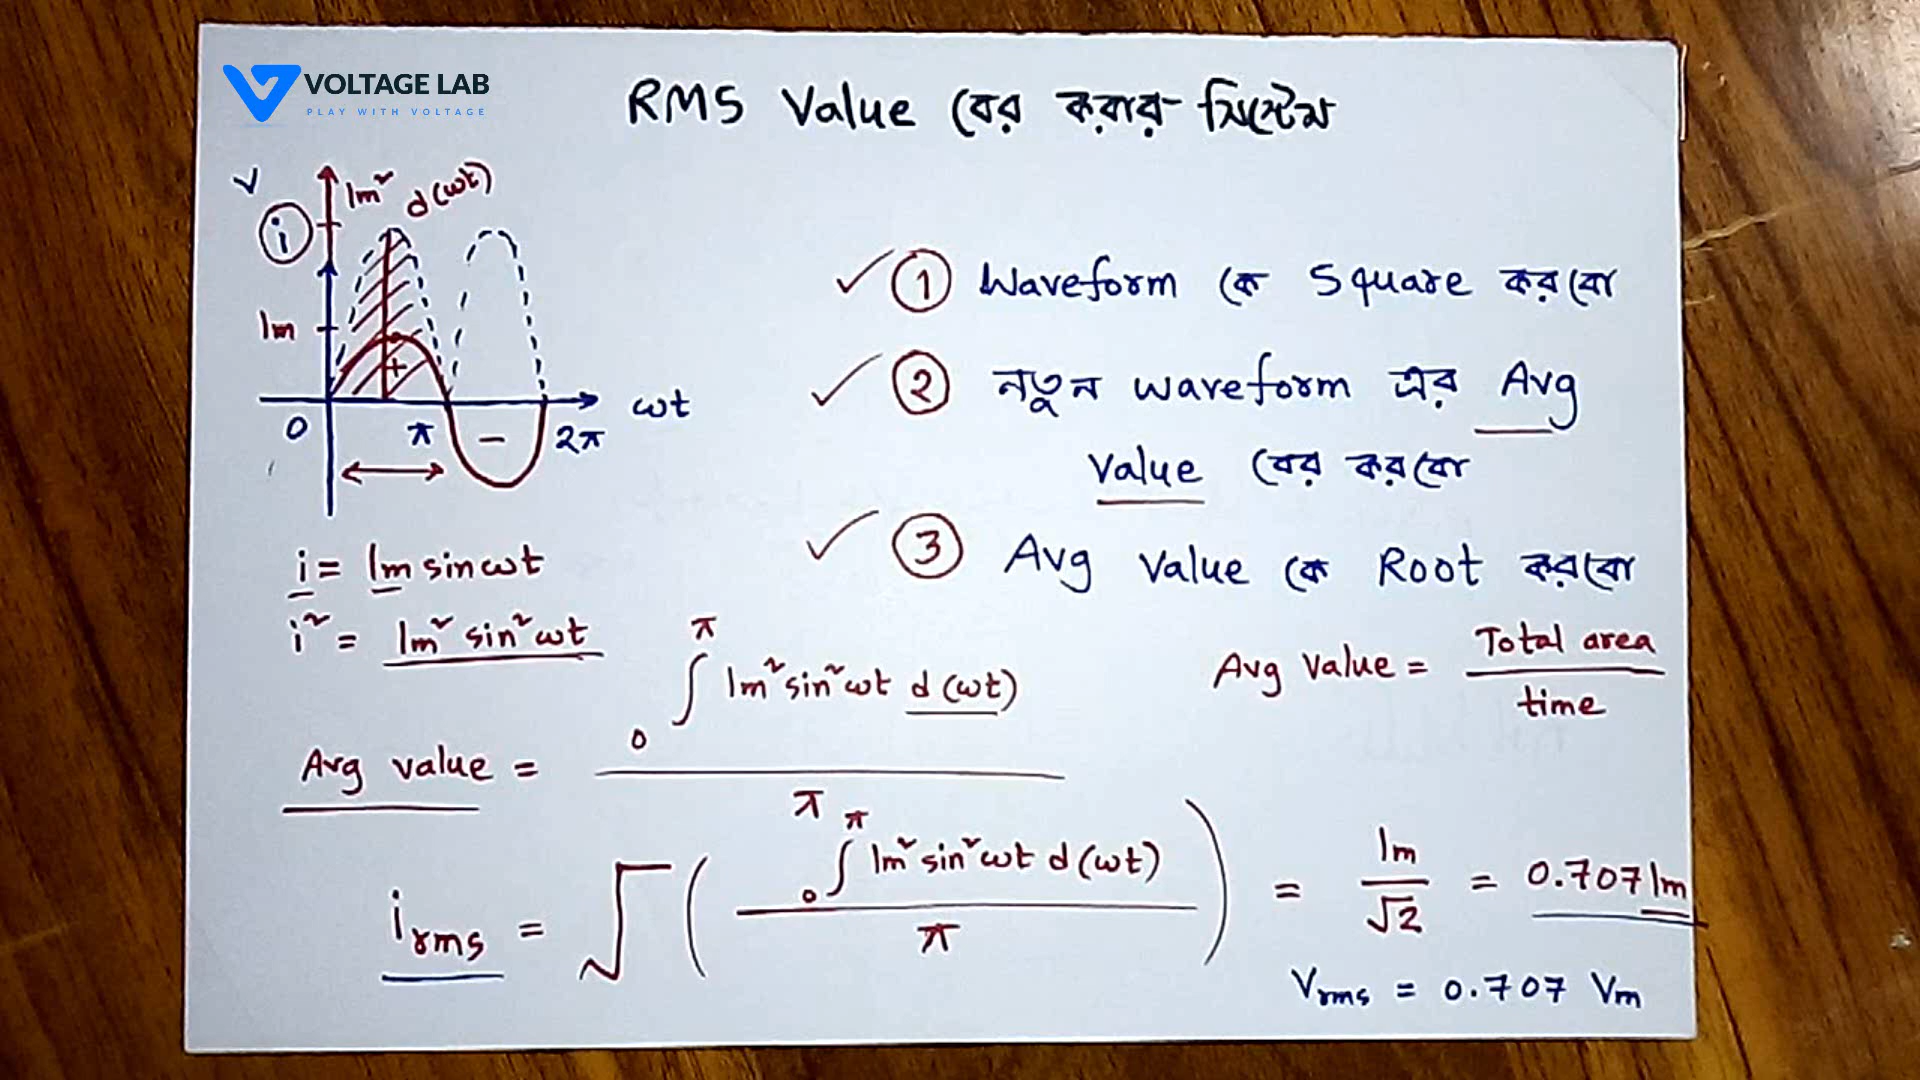 VOLTAGE LAB
PLAY WITH VOLTAGE
RMS Value বের করার সিস্টেম
V
Im² d(ωt)
i
Im
+
0 π − 2π ωt
① Waveform কে Square করবো
② নতুন waveform এর Avg
Value বের করবো
③ Avg Value কে Root করবো
i = Im sinωt
i² = Im² sin²ωt
Avg Value = Total area / time
Avg value = ∫₀^π Im² sin²ωt d(ωt) / π
i rms = √( ∫₀^π Im² sin²ωt d(ωt) / π ) = Im / √2 = 0.707 Im
Vrms = 0.707 Vm